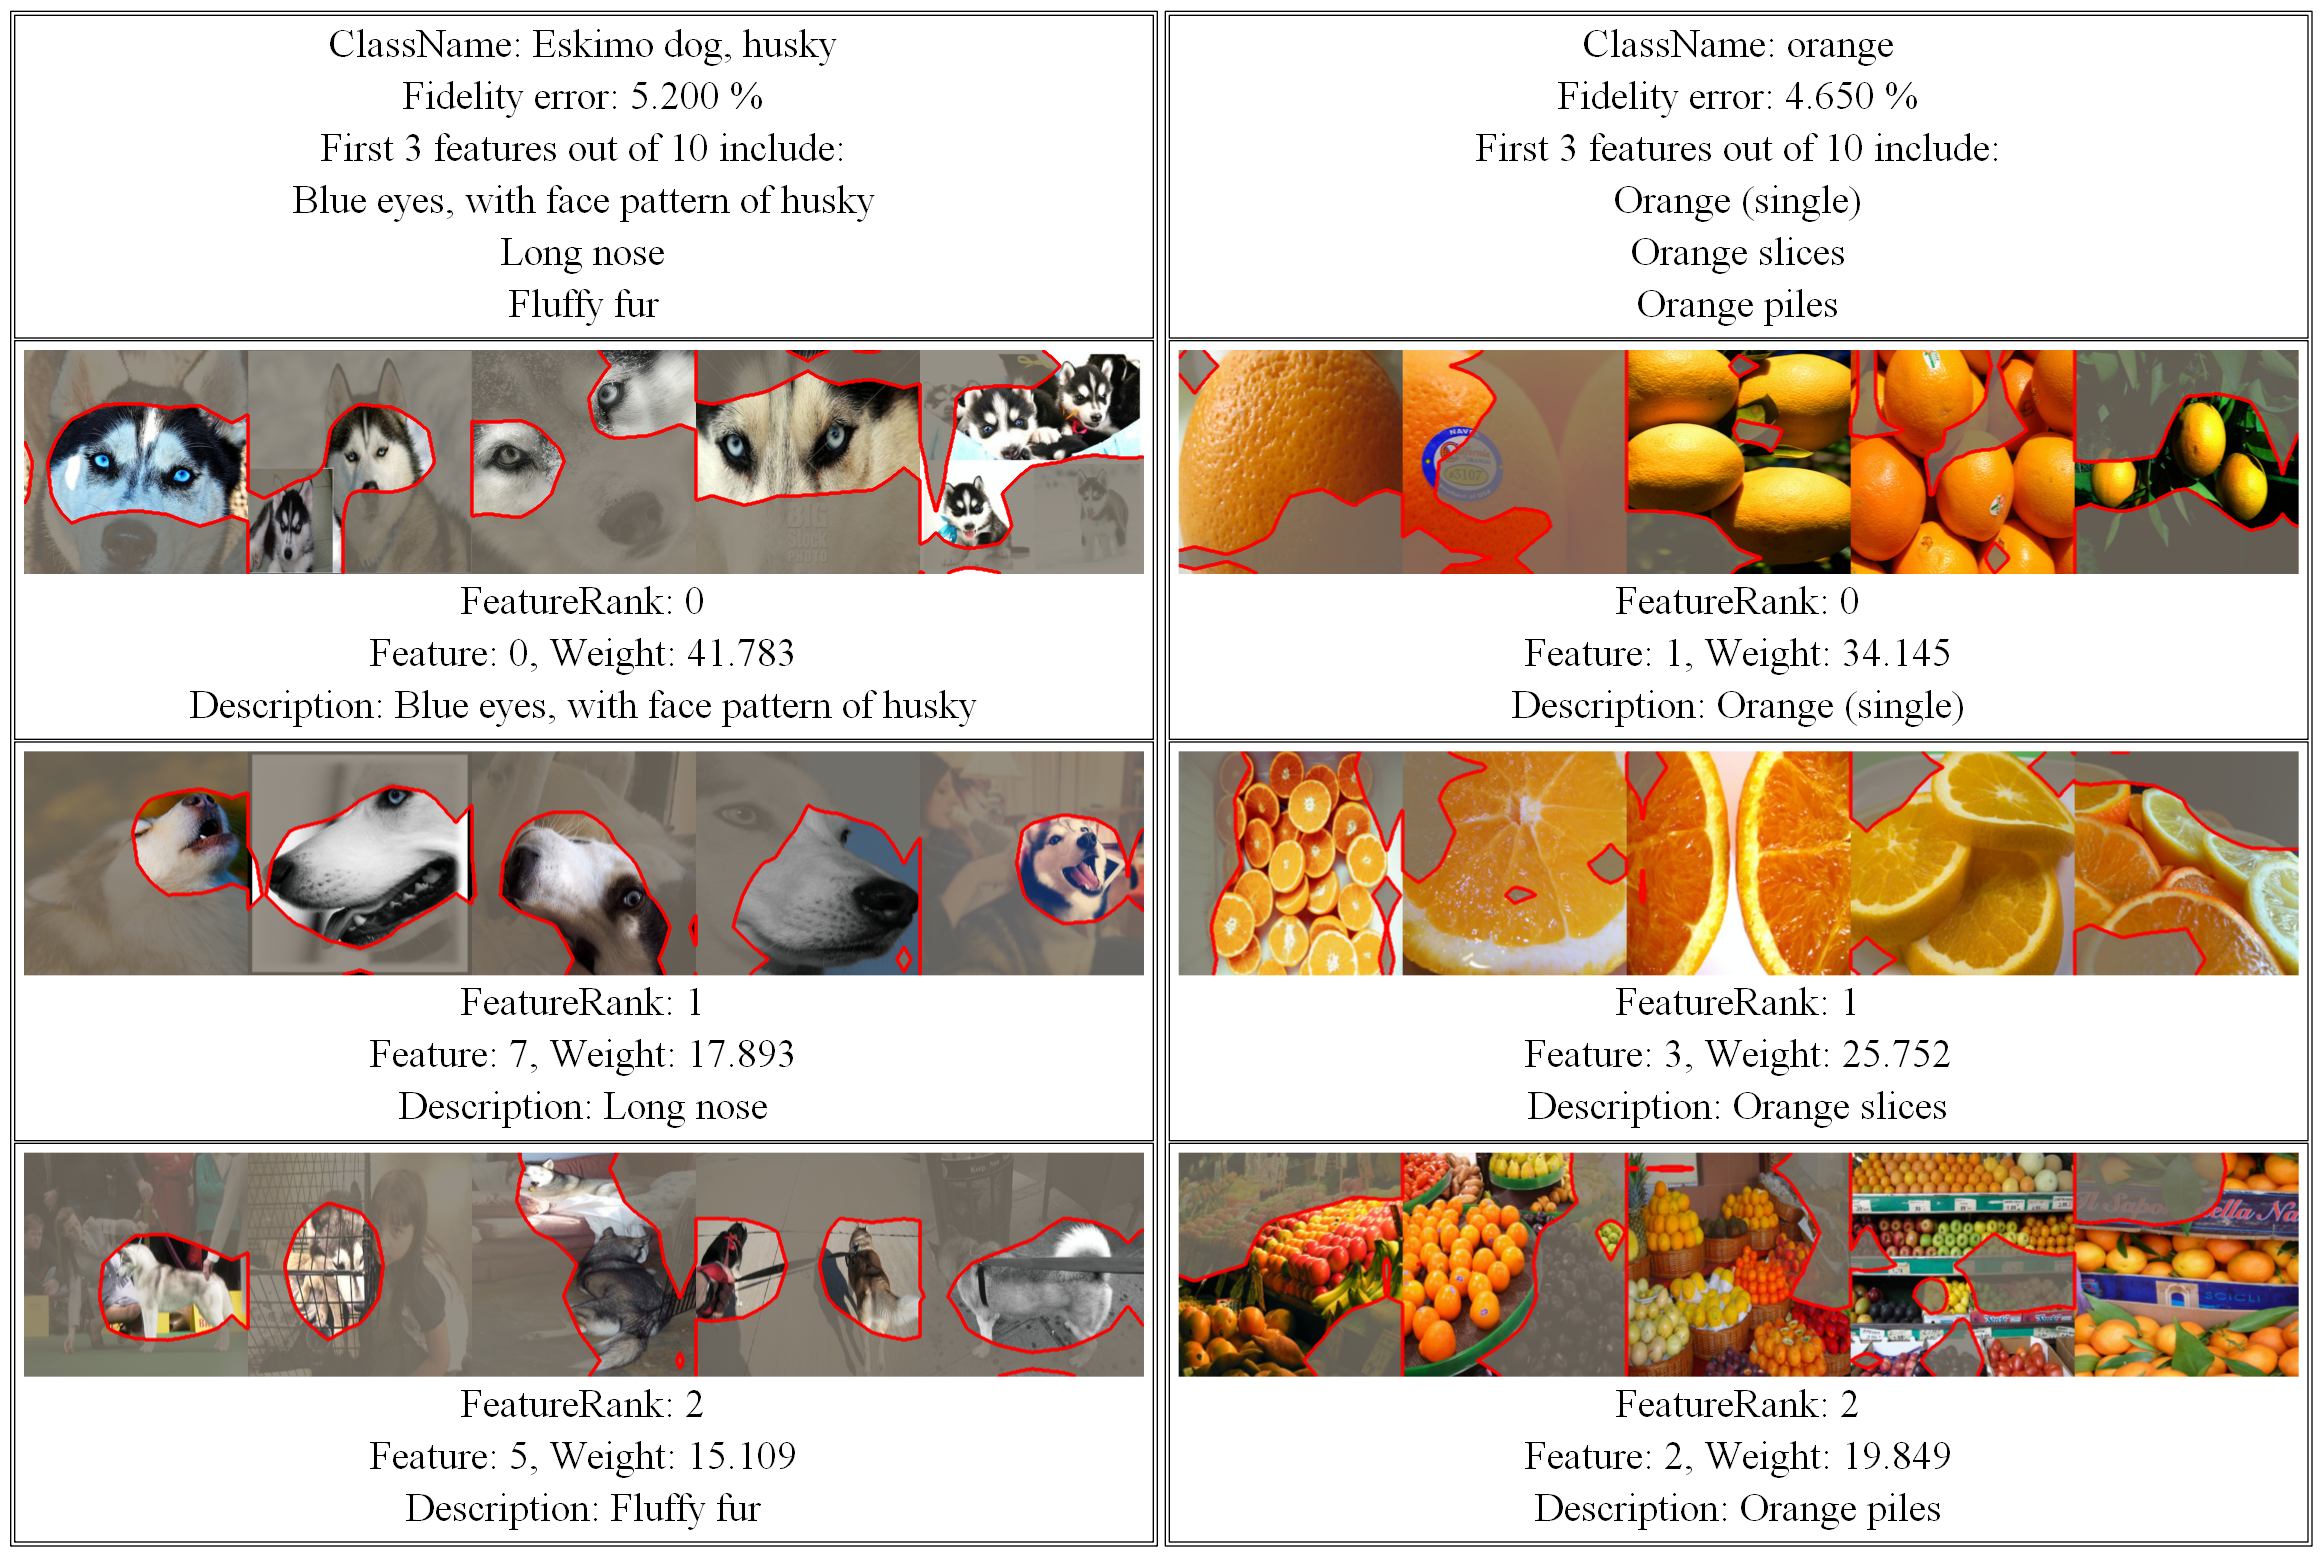 ClassName: Eskimo dog, husky
Fidelity error: 5.200 %
First 3 features out of 10 include:
Blue eyes, with face pattern of husky
Long nose
Fluffy fur
BIG
STOCK
PHOTO
FeatureRank: 0
Feature: 0, Weight: 41.783
Description: Blue eyes, with face pattern of husky
FeatureRank: 1
Feature: 7, Weight: 17.893
Description: Long nose
FeatureRank: 2
Feature: 5, Weight: 15.109
Description: Fluffy fur
ClassName: orange
Fidelity error: 4.650 %
First 3 features out of 10 include:
Orange (single)
Orange slices
Orange piles
#3107
FeatureRank: 0
Feature: 1, Weight: 34.145
Description: Orange (single)
FeatureRank: 1
Feature: 3, Weight: 25.752
Description: Orange slices
SCICLI
FeatureRank: 2
Feature: 2, Weight: 19.849
Description: Orange piles